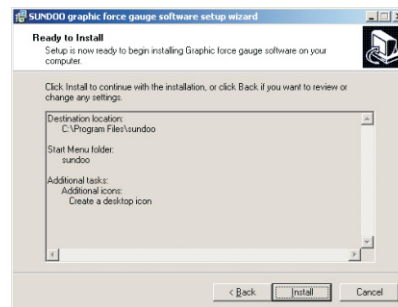 SUNDOO graphic force gauge software setup wizard
Ready to Install
Setup is now ready to begin installing Graphic force gauge software on your
computer.
Click Install to continue with the installation, or click Back if you want to review or
change any settings.
Destination location:
C:\Program Files\sundoo
Start Menu folder:
sundoo
Additional tasks:
Additional icons:
Create a desktop icon
< Back Install Cancel